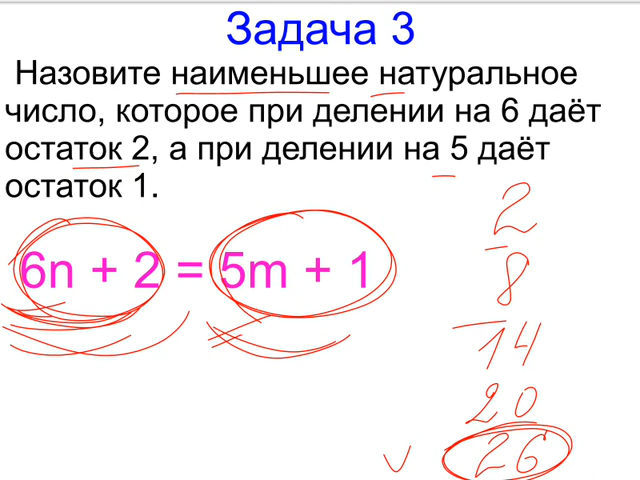 Задача 3
Назовите наименьшее натуральное
число, которое при делении на 6 даёт
остаток 2, а при делении на 5 даёт
остаток 1.
6n + 2 = 5m + 1
2
8
14
20
26